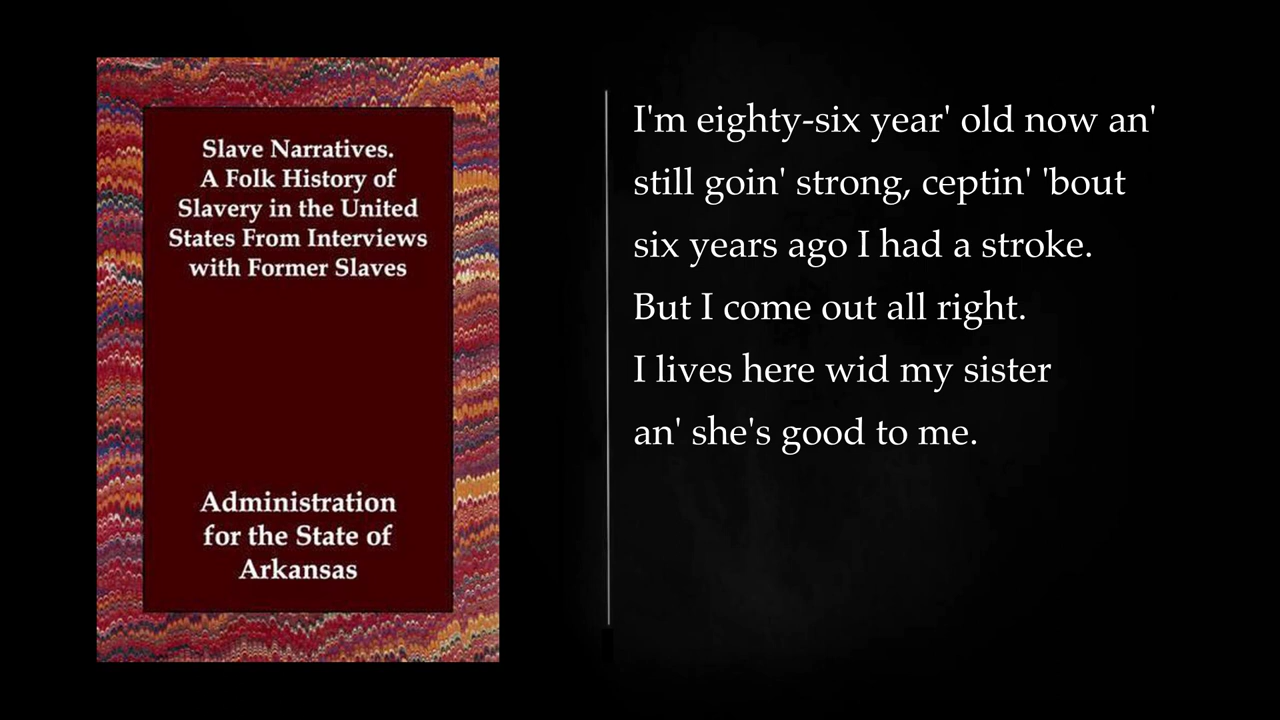 Slave Narratives.
A Folk History of
Slavery in the United
States From Interviews
with Former Slaves
Administration
for the State of
Arkansas
I'm eighty-six year' old now an'
still goin' strong, ceptin' 'bout
six years ago I had a stroke.
But I come out all right.
I lives here wid my sister
an' she's good to me.